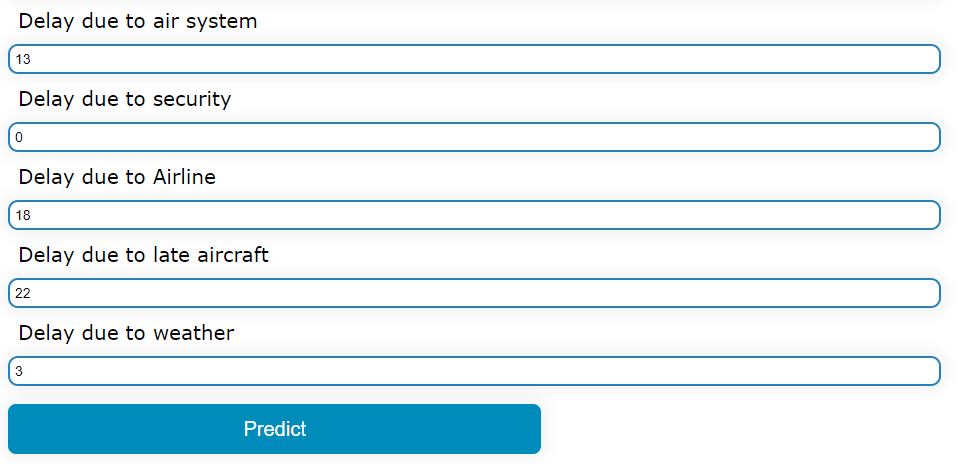 Delay due to air system
13
Delay due to security
0
Delay due to Airline
18
Delay due to late aircraft
22
Delay due to weather
3
Predict